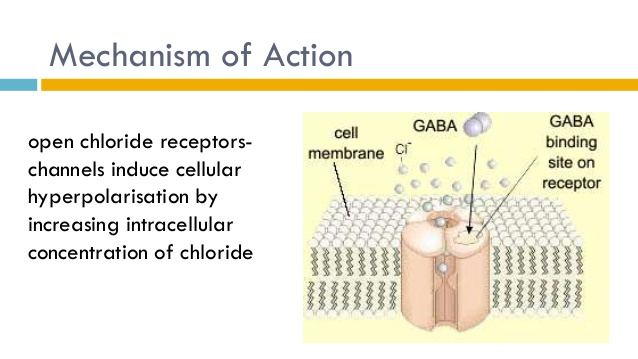 Mechanism of Action
open chloride receptors-
channels induce cellular
hyperpolarisation by
increasing intracellular
concentration of chloride
cell
membrane
Cl-
GABA
GABA
binding
site on
receptor